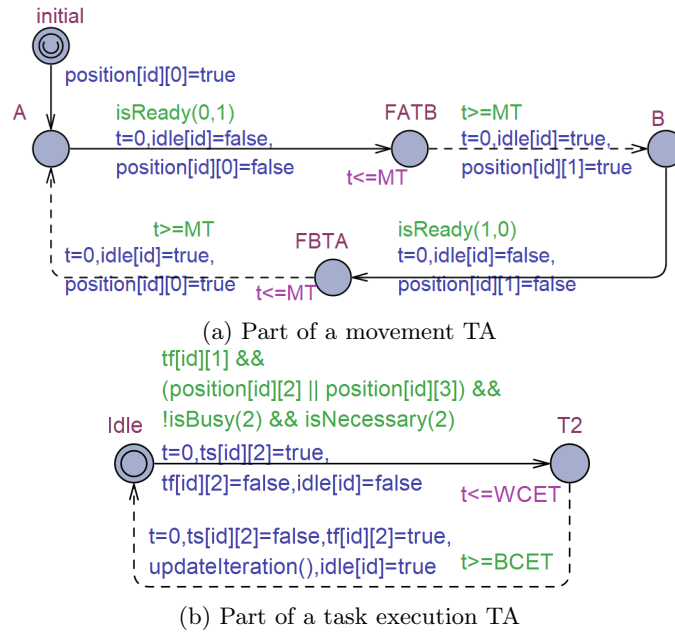 initial
position[id][0]=true
A
isReady(0,1)
t=0,idle[id]=false,
position[id][0]=false
FATB
t<=MT
t>=MT
t=0,idle[id]=true,
position[id][1]=true
B
t>=MT
t=0,idle[id]=true,
position[id][0]=true
FBTA
t<=MT
isReady(1,0)
t=0,idle[id]=false,
position[id][1]=false
(a) Part of a movement TA
tf[id][1] &&
(position[id][2] || position[id][3]) &&
!isBusy(2) && isNecessary(2)
Idle
T2
t=0,ts[id][2]=true,
tf[id][2]=false,idle[id]=false
t<=WCET
t=0,ts[id][2]=false,tf[id][2]=true,
updateIteration(),idle[id]=true
t>=BCET
(b) Part of a task execution TA